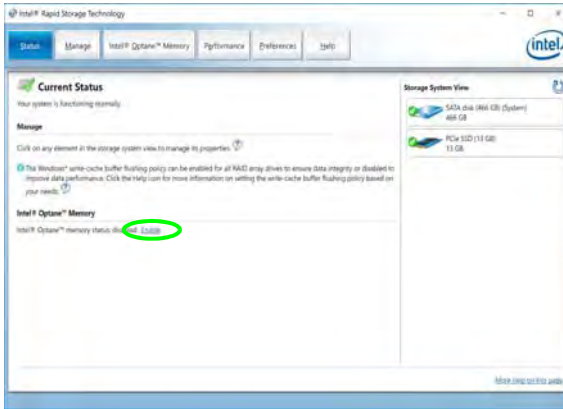 Intel® Rapid Storage Technology
Status
Manage
Intel® Optane™ Memory
Performance
Preferences
Help
intel
Current Status
Your system is functioning normally.
Manage
Click on any element in the storage system view to manage its properties.
The Windows* write-cache buffer flushing policy can be enabled for all RAID array drives to ensure data integrity or disabled to
improve data performance. Click the Help icon for more information on setting the write-cache buffer flushing policy based on
your needs.
Intel® Optane™ Memory
Intel® Optane™ memory status: disabled. Enable
Storage System View
SATA disk (466 GB) (System)
466 GB
PCIe SSD (13 GB)
13 GB
More help on this page